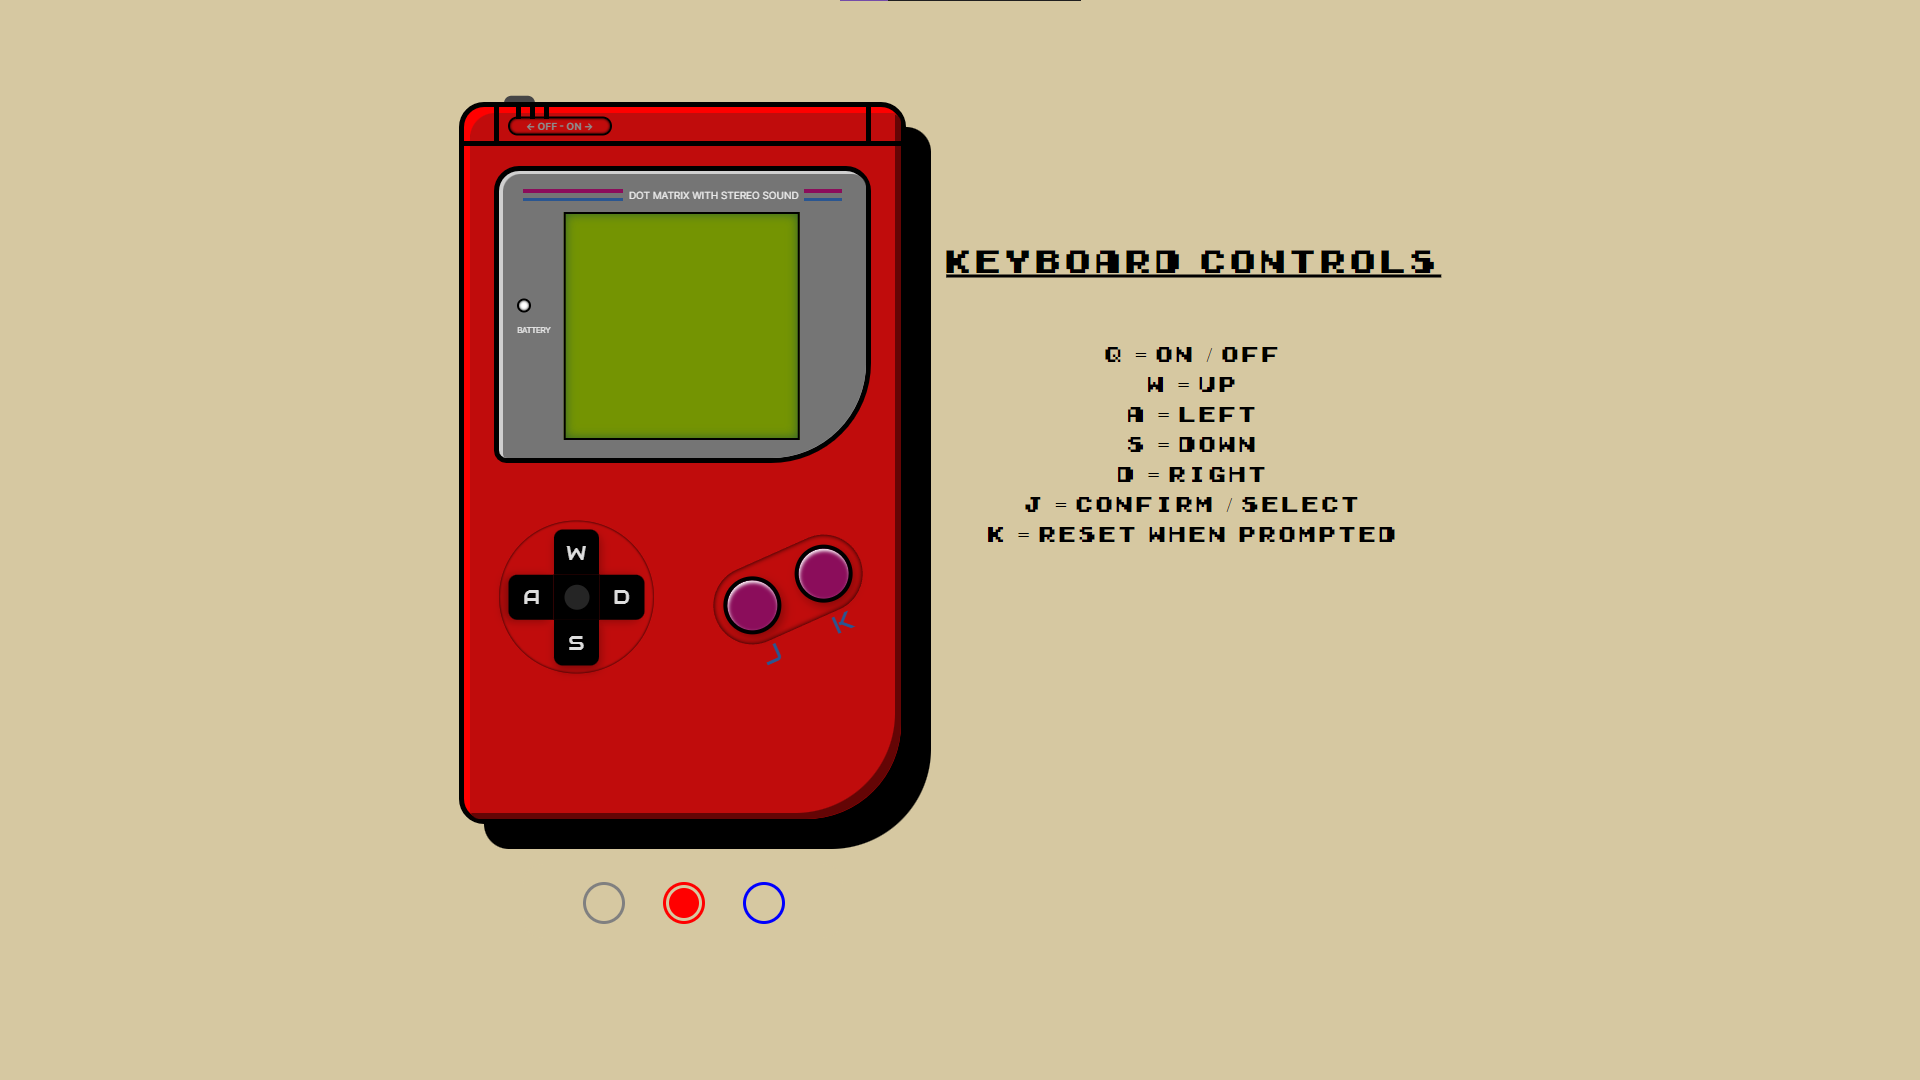 ← OFF - ON →
DOT MATRIX WITH STEREO SOUND
BATTERY
W
A D
S
K
J
KEYBOARD CONTROLS
Q = ON / OFF
W = UP
A = LEFT
S = DOWN
D = RIGHT
J = CONFIRM / SELECT
K = RESET WHEN PROMPTED